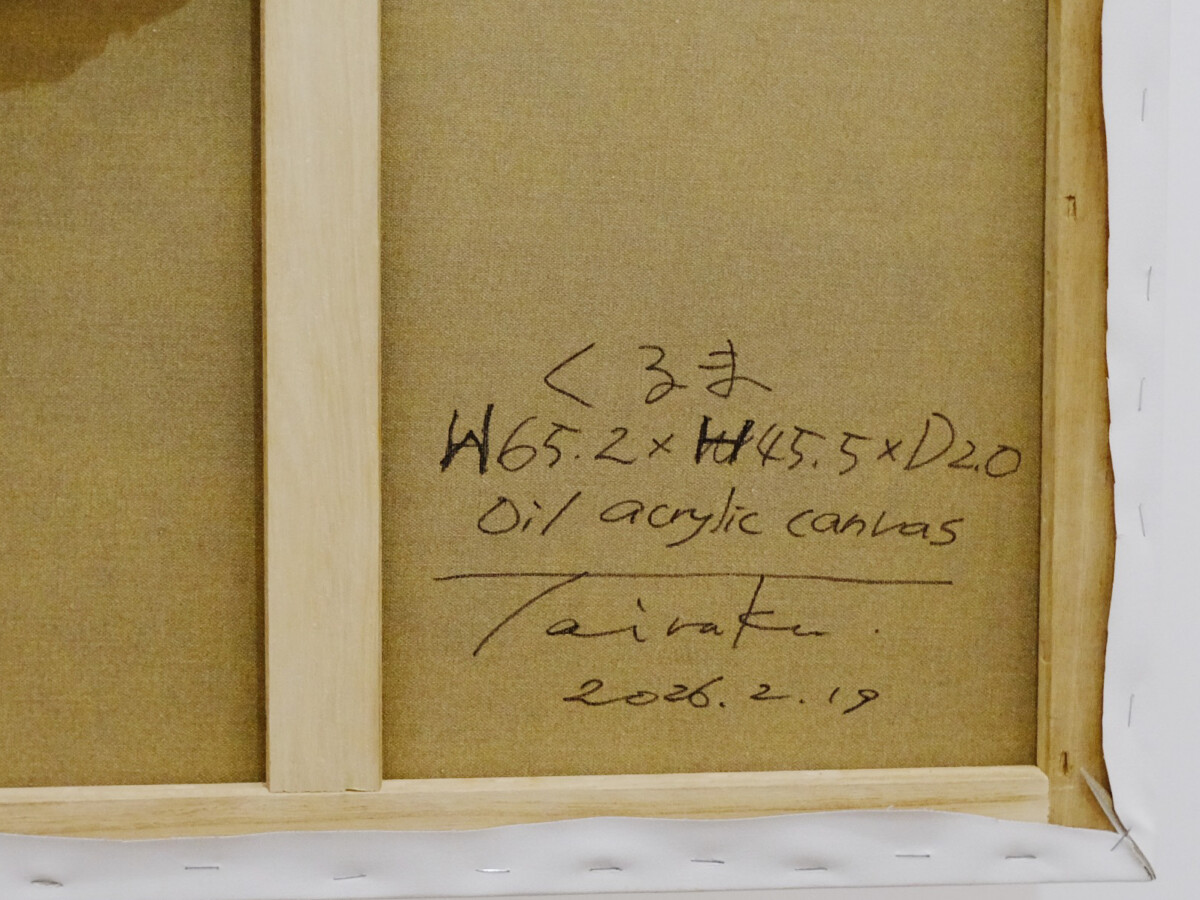 くるま
W65.2×H45.5×D2.0
Oil acrylic canvas
Tairaku.
2026.2.19